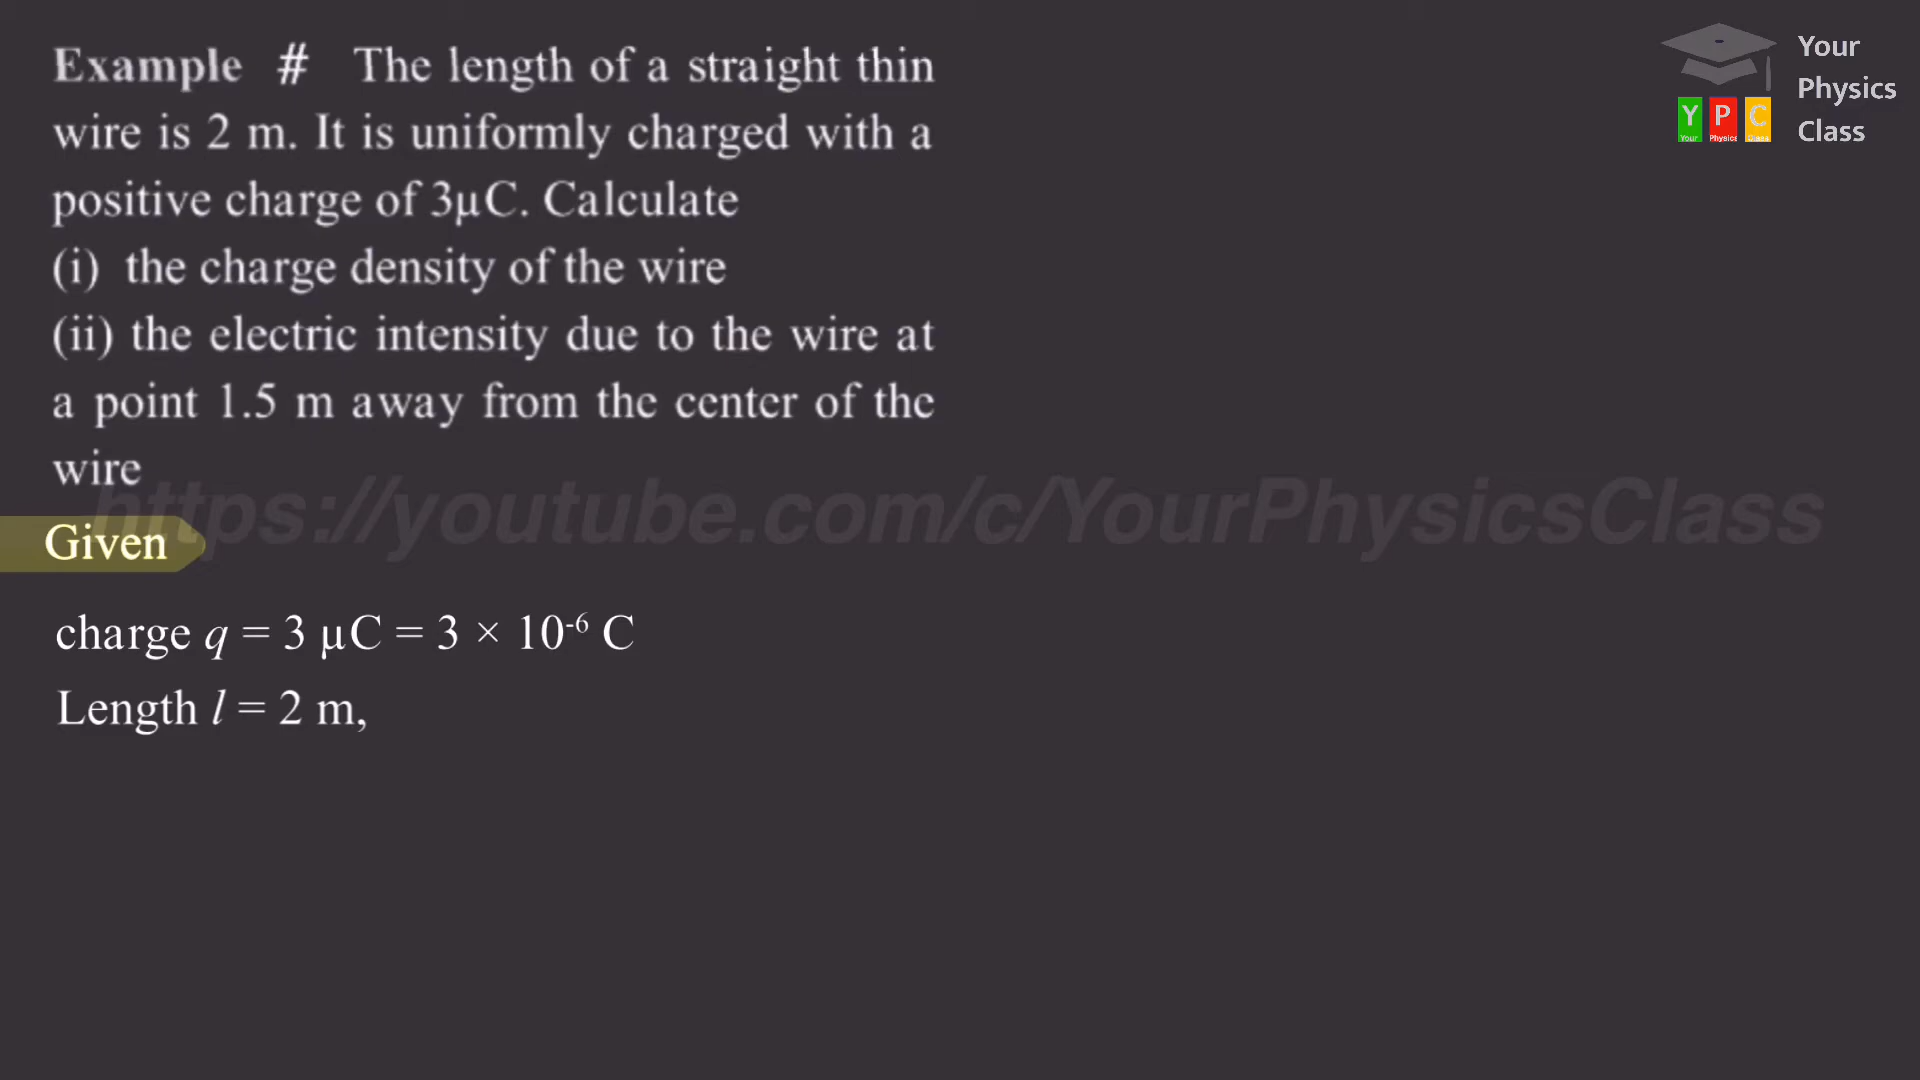 Example # The length of a straight thin
wire is 2 m. It is uniformly charged with a
positive charge of 3μC. Calculate
(i) the charge density of the wire
(ii) the electric intensity due to the wire at
a point 1.5 m away from the center of the
wire
https://youtube.com/c/YourPhysicsClass
Given
charge q = 3 μC = 3 × 10⁻⁶ C
Length l = 2 m,
Your
Physics
Class
Y P C
Your Physics Class